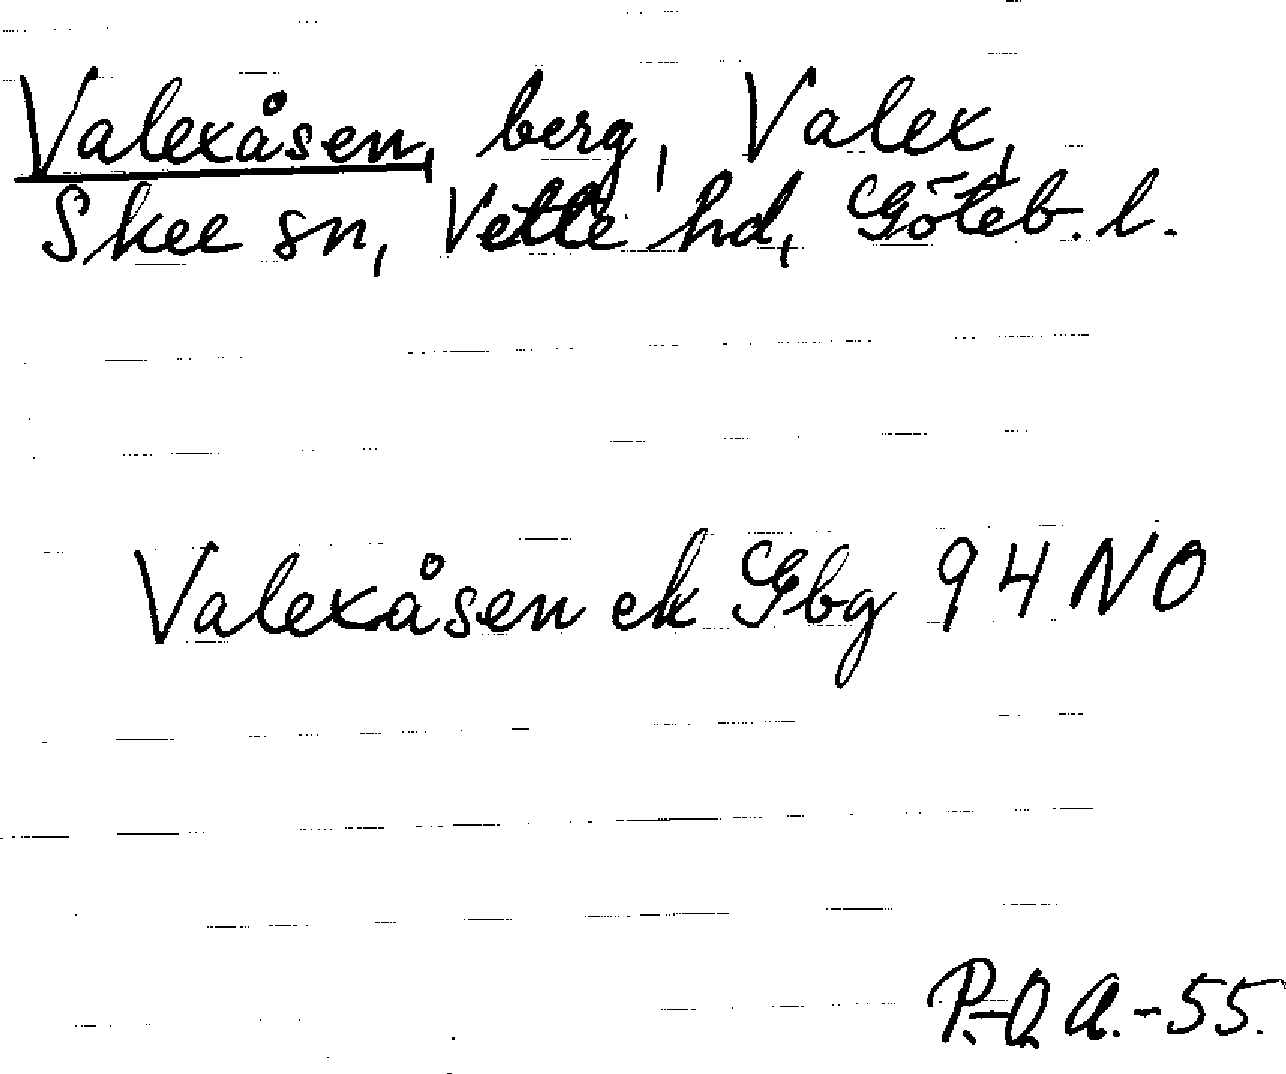 Valexåsen, berg, Valex,
Skee sn, Vette hd, Göteb. l.
Valexåsen ek Gbg 94 NO
P.-O. A. -55.